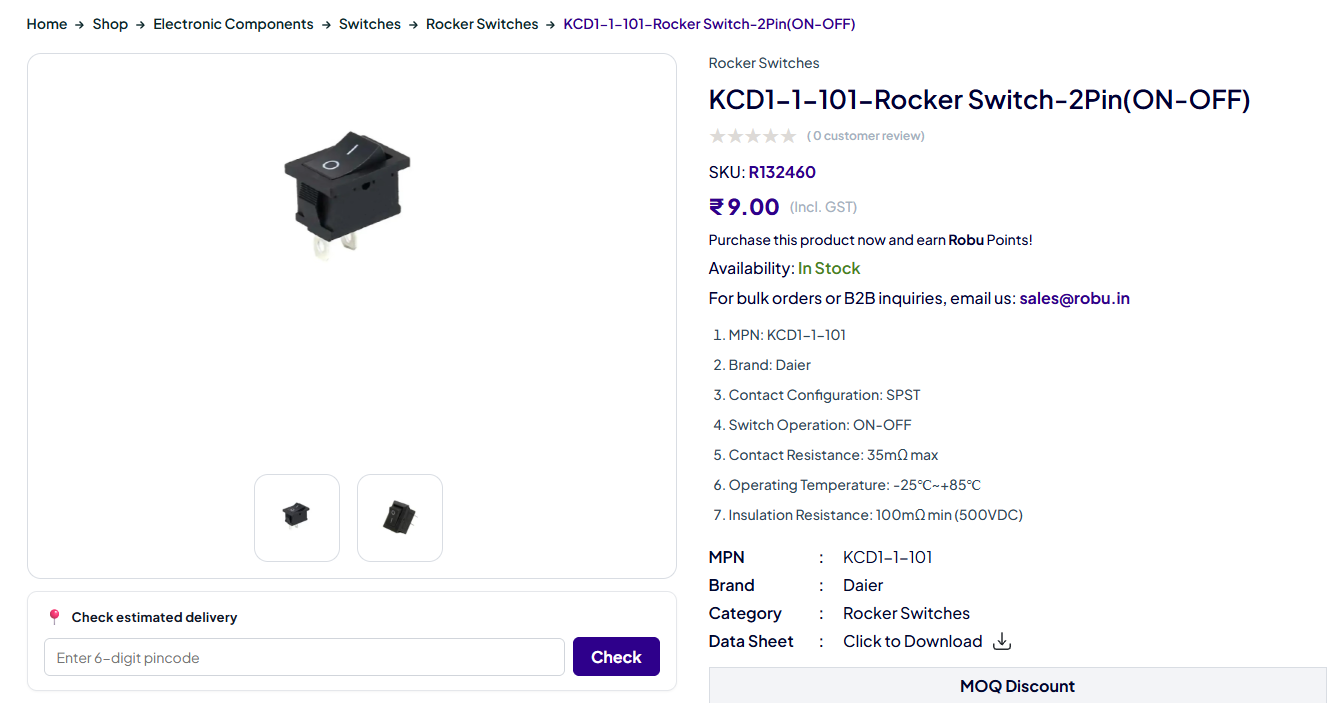 Home → Shop → Electronic Components → Switches → Rocker Switches → KCD1-1-101-Rocker Switch-2Pin(ON-OFF)
Rocker Switches
KCD1-1-101-Rocker Switch-2Pin(ON-OFF)
( 0 customer review)
SKU: R132460
₹ 9.00 (Incl. GST)
Purchase this product now and earn Robu Points!
Availability: In Stock
For bulk orders or B2B inquiries, email us: sales@robu.in
1. MPN: KCD1-1-101
2. Brand: Daier
3. Contact Configuration: SPST
4. Switch Operation: ON-OFF
5. Contact Resistance: 35mΩ max
6. Operating Temperature: -25℃~+85℃
7. Insulation Resistance: 100mΩ min (500VDC)
MPN : KCD1-1-101
Brand : Daier
Category : Rocker Switches
Data Sheet : Click to Download
MOQ Discount
Check estimated delivery
Enter 6-digit pincode
Check